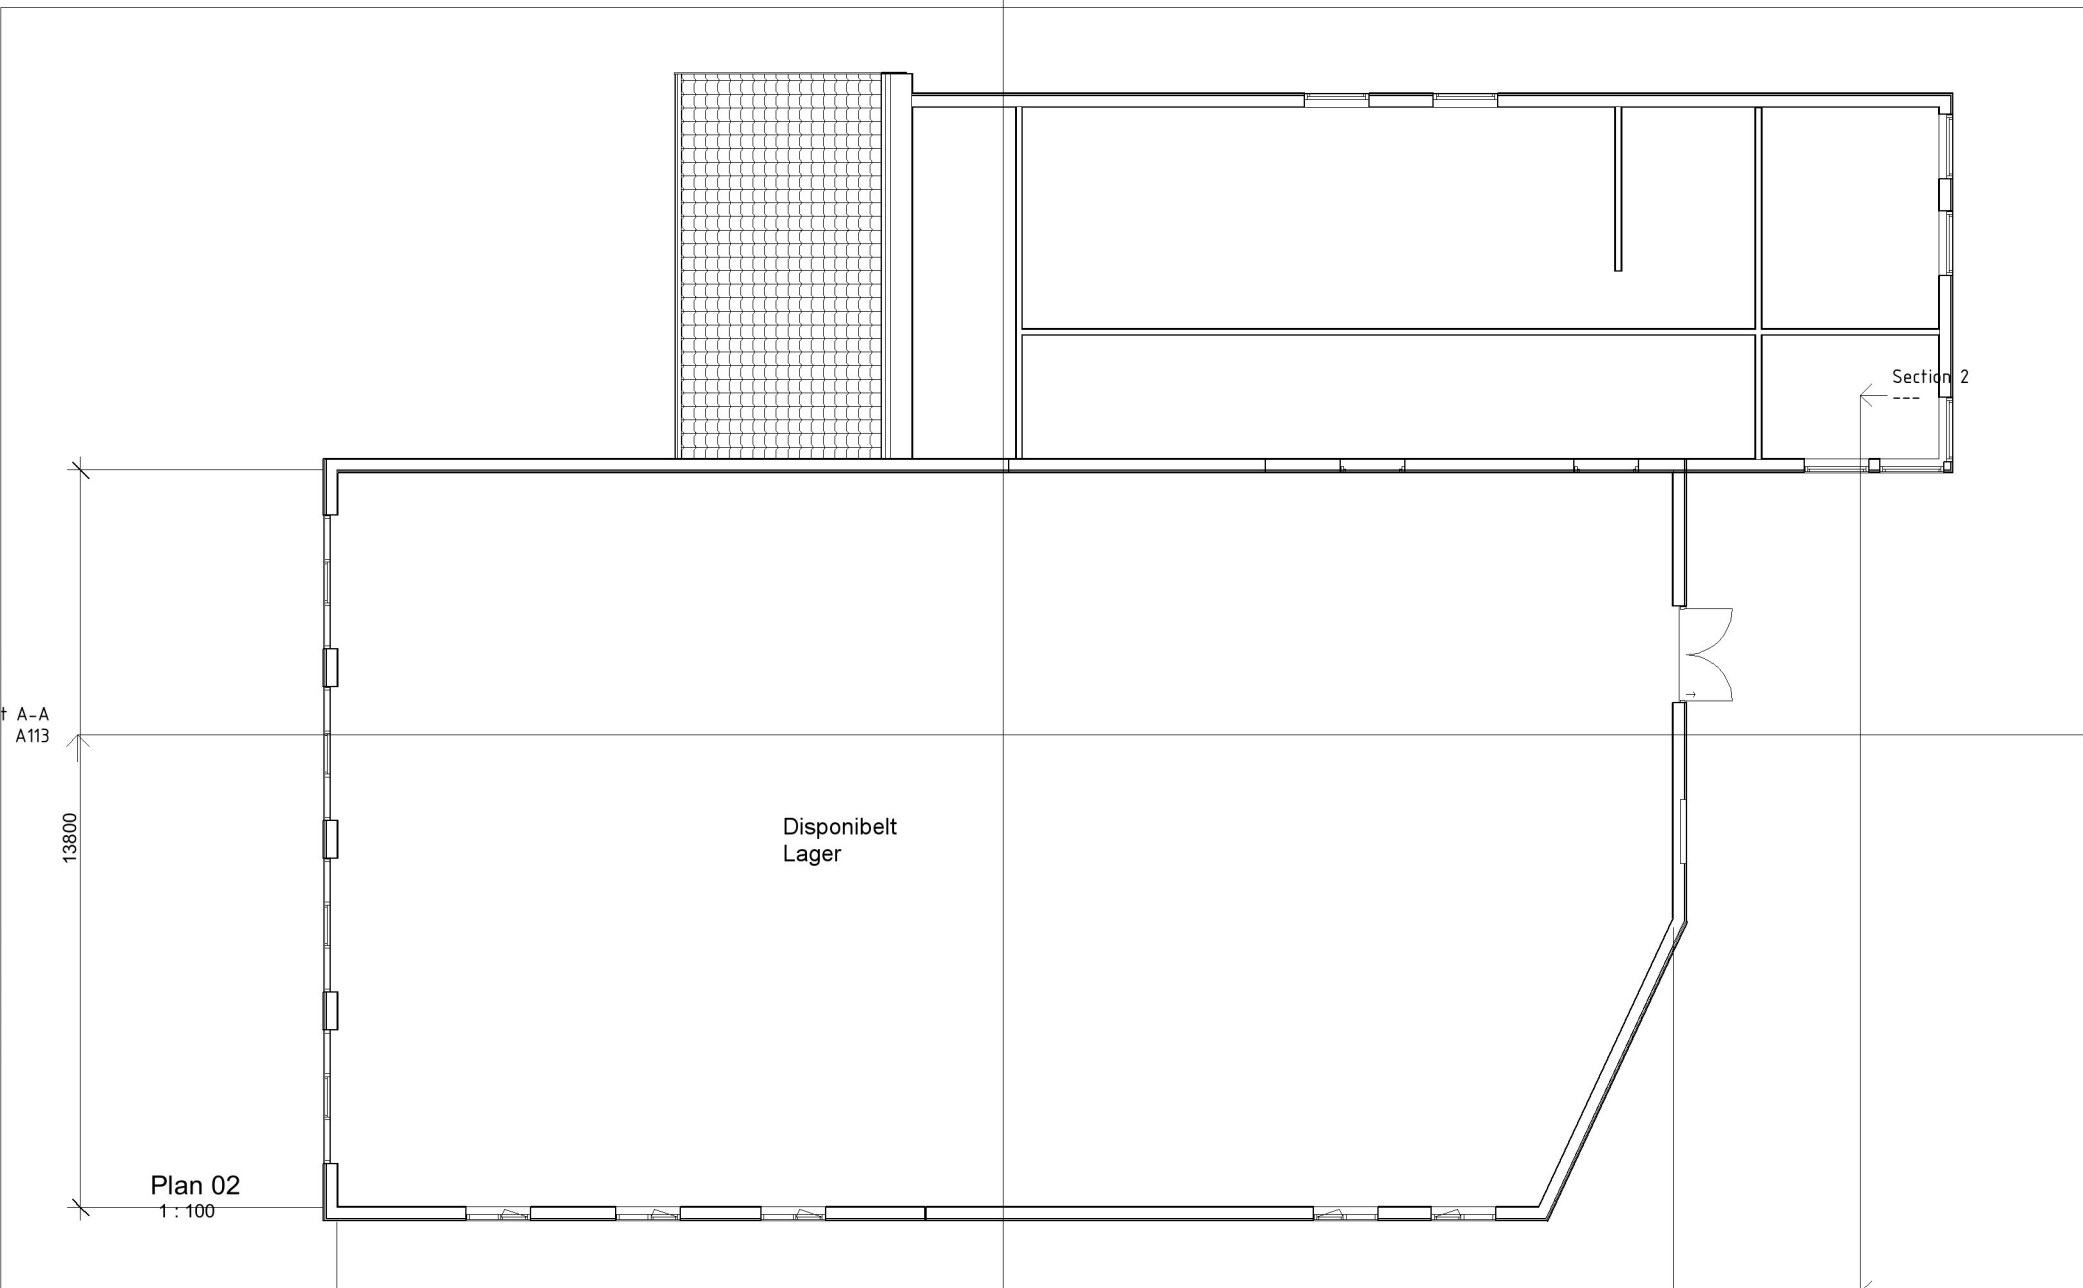 Section 2
---
t A-A
A113
13800
Disponibelt
Lager
Plan 02
1 : 100